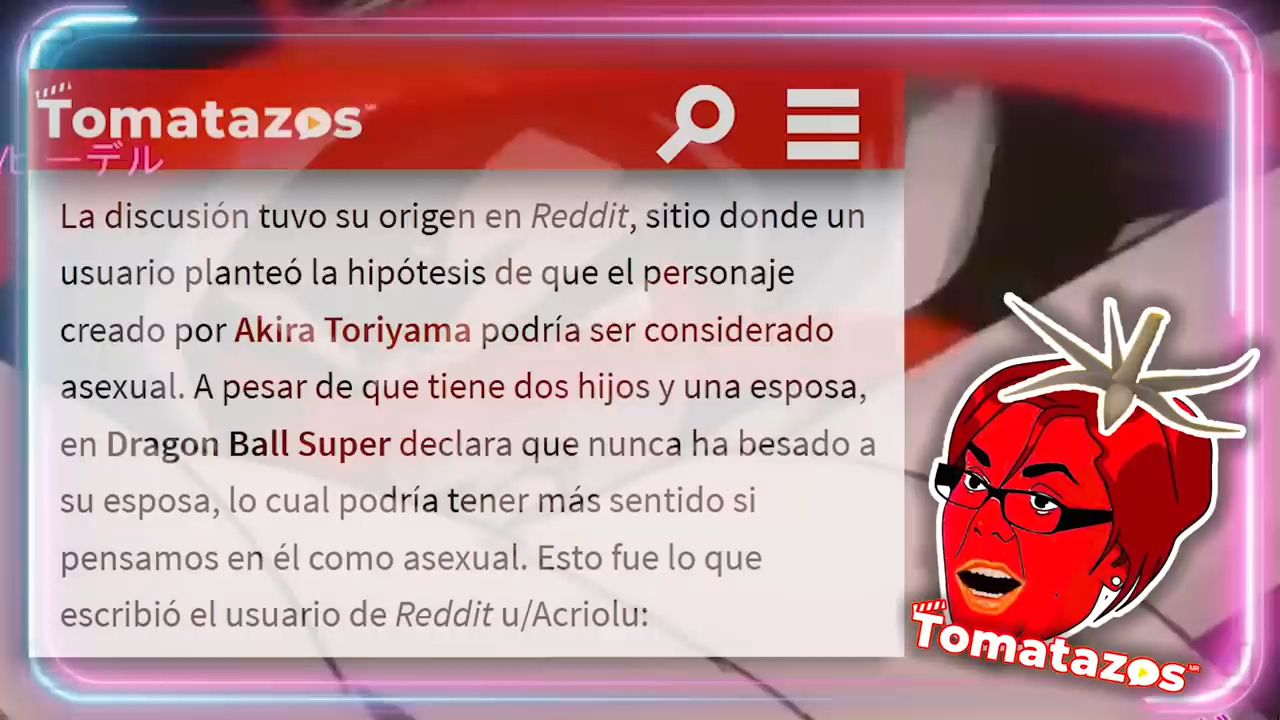 Tomatazos
ーデル
La discusión tuvo su origen en Reddit, sitio donde un
usuario planteó la hipótesis de que el personaje
creado por Akira Toriyama podría ser considerado
asexual. A pesar de que tiene dos hijos y una esposa,
en Dragon Ball Super declara que nunca ha besado a
su esposa, lo cual podría tener más sentido si
pensamos en él como asexual. Esto fue lo que
escribió el usuario de Reddit u/Acriolu:
Tomatazos